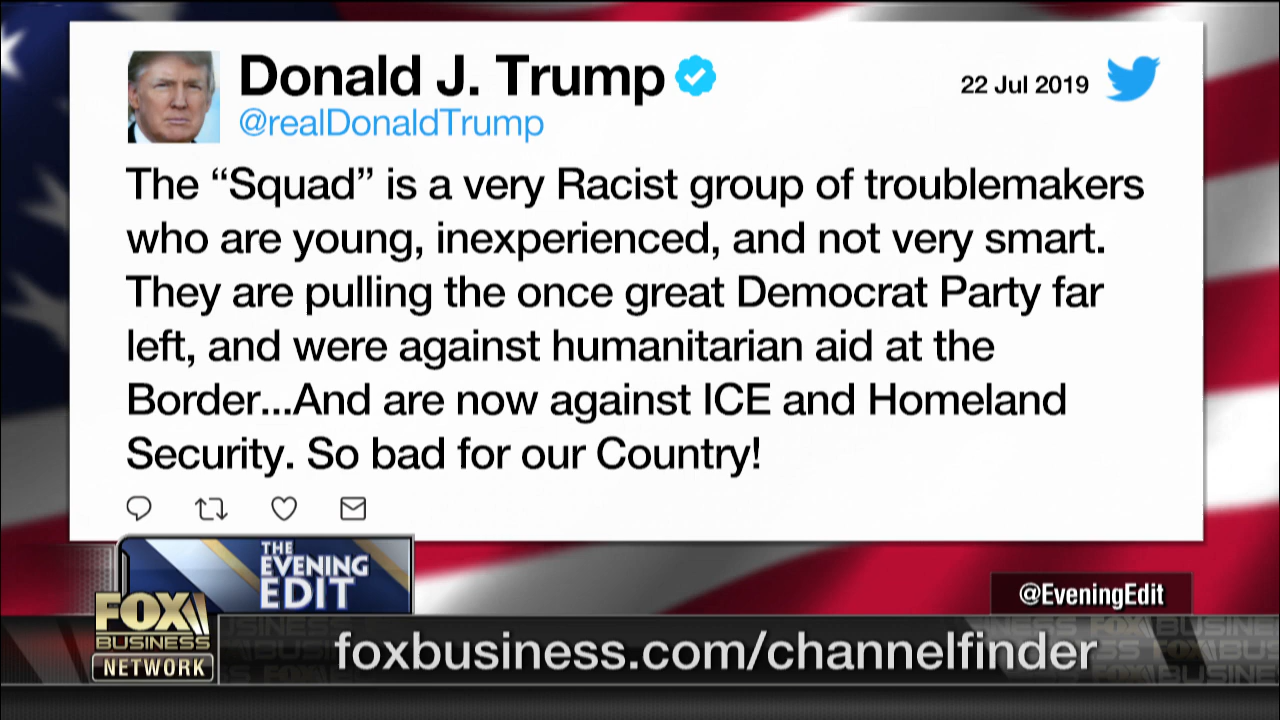 Donald J. Trump
22 Jul 2019
@realDonaldTrump
The “Squad” is a very Racist group of troublemakers
who are young, inexperienced, and not very smart.
They are pulling the once great Democrat Party far
left, and were against humanitarian aid at the
Border...And are now against ICE and Homeland
Security. So bad for our Country!
THE
EVENING
EDIT
@EveningEdit
FOX
BUSINESS
NETWORK
foxbusiness.com/channelfinder